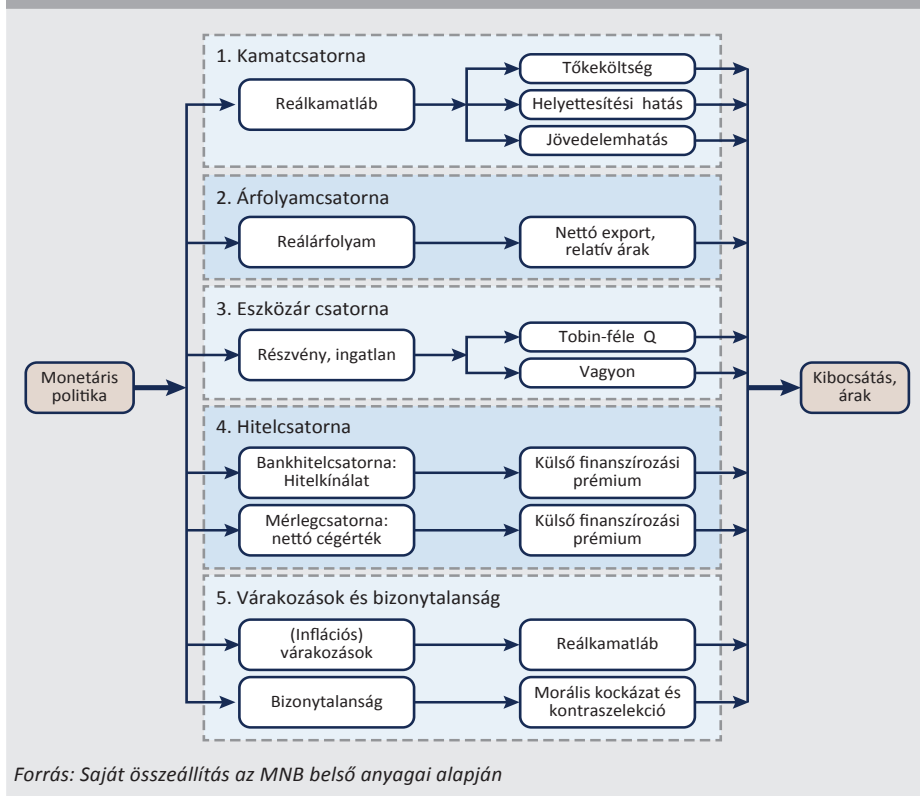 1. Kamatcsatorna
Reálkamatláb
Tőkeköltség
Helyettesítési hatás
Jövedelemhatás
2. Árfolyamcsatorna
Reálárfolyam
Nettó export,
relatív árak
3. Eszközár csatorna
Részvény, ingatlan
Tobin-féle Q
Vagyon
Monetáris
politika
Kibocsátás,
árak
4. Hitelcsatorna
Bankhitelcsatorna:
Hitelkínálat
Külső finanszírozási
prémium
Mérlegcsatorna:
nettó cégérték
Külső finanszírozási
prémium
5. Várakozások és bizonytalanság
(Inflációs)
várakozások
Reálkamatláb
Bizonytalanság
Morális kockázat és
kontraszelekció
Forrás: Saját összeállítás az MNB belső anyagai alapján